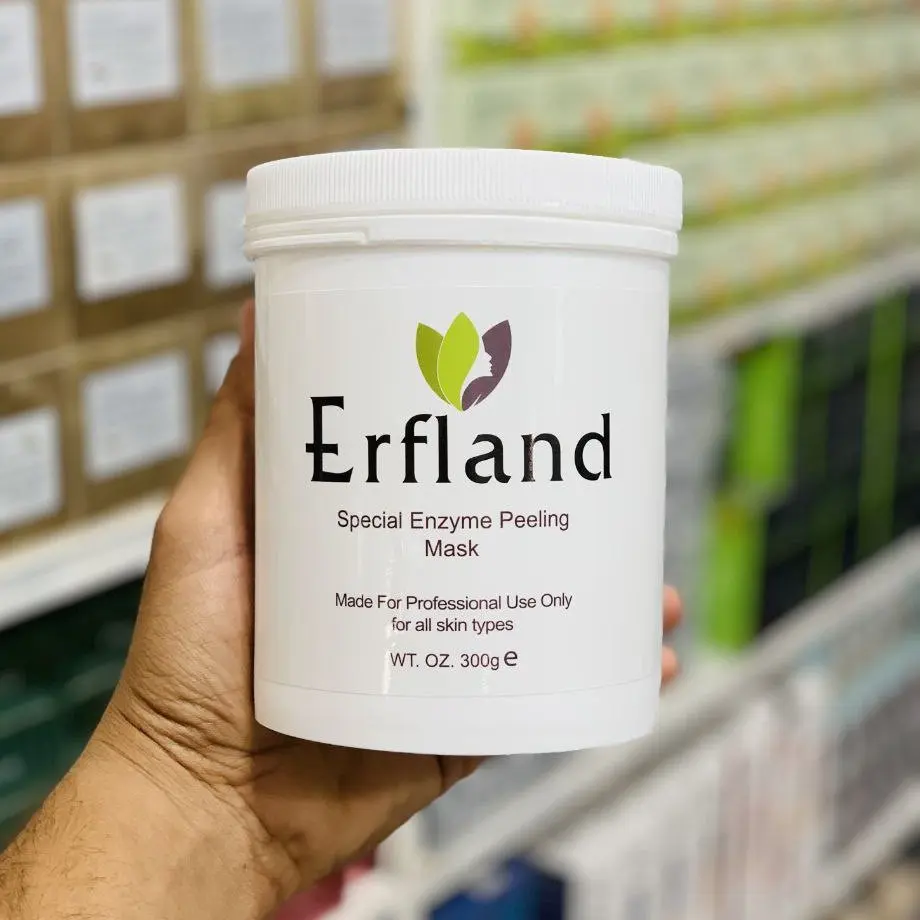 Erfland
Special Enzyme Peeling
Mask
Made For Professional Use Only
for all skin types
WT. OZ. 300g e